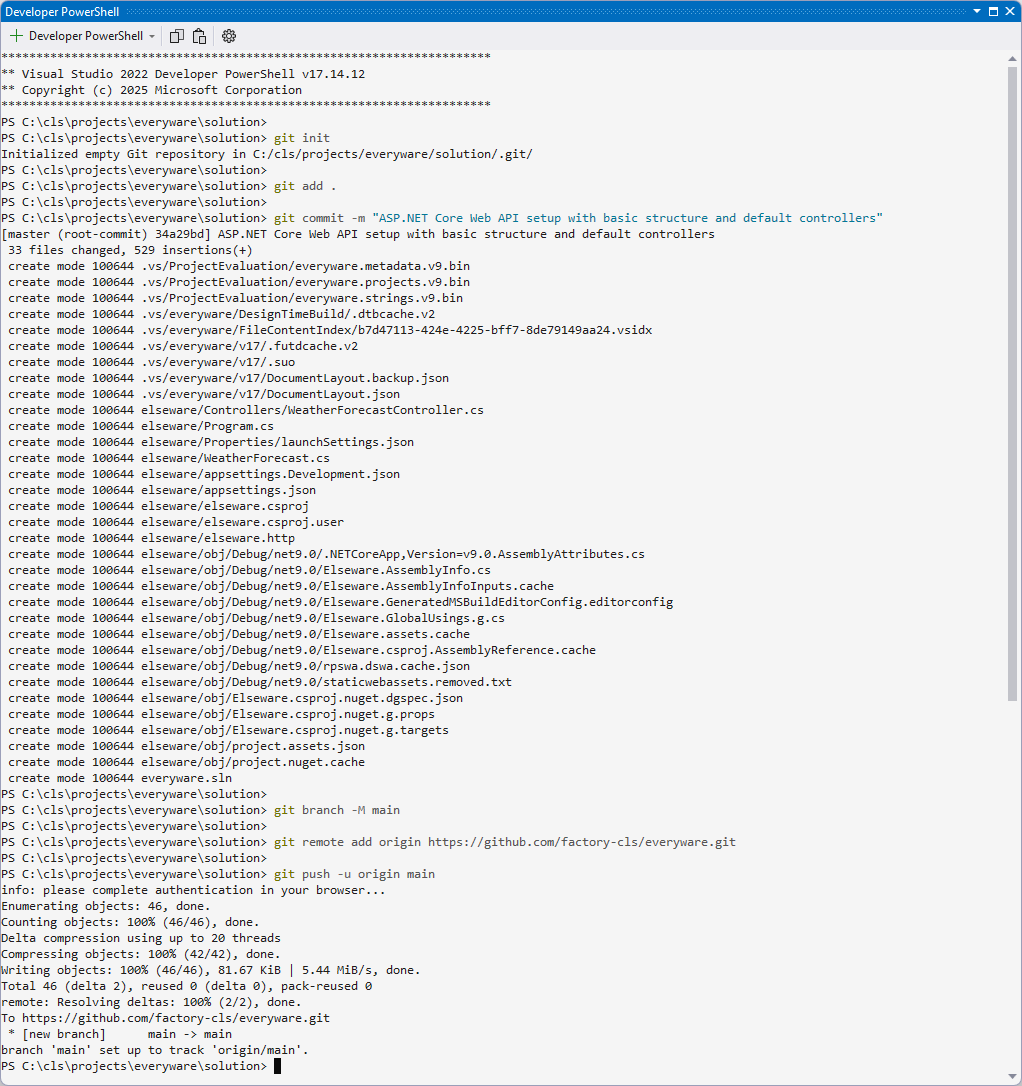 Developer PowerShell
Developer PowerShell
**********************************************************************
** Visual Studio 2022 Developer PowerShell v17.14.12
** Copyright (c) 2025 Microsoft Corporation
**********************************************************************
PS C:\cls\projects\everyware\solution>
PS C:\cls\projects\everyware\solution> git init
Initialized empty Git repository in C:/cls/projects/everyware/solution/.git/
PS C:\cls\projects\everyware\solution>
PS C:\cls\projects\everyware\solution> git add .
PS C:\cls\projects\everyware\solution>
PS C:\cls\projects\everyware\solution> git commit -m "ASP.NET Core Web API setup with basic structure and default controllers"
[master (root-commit) 34a29bd] ASP.NET Core Web API setup with basic structure and default controllers
 33 files changed, 529 insertions(+)
 create mode 100644 .vs/ProjectEvaluation/everyware.metadata.v9.bin
 create mode 100644 .vs/ProjectEvaluation/everyware.projects.v9.bin
 create mode 100644 .vs/ProjectEvaluation/everyware.strings.v9.bin
 create mode 100644 .vs/everyware/DesignTimeBuild/.dtbcache.v2
 create mode 100644 .vs/everyware/FileContentIndex/b7d47113-424e-4225-bff7-8de79149aa24.vsidx
 create mode 100644 .vs/everyware/v17/.futdcache.v2
 create mode 100644 .vs/everyware/v17/.suo
 create mode 100644 .vs/everyware/v17/DocumentLayout.backup.json
 create mode 100644 .vs/everyware/v17/DocumentLayout.json
 create mode 100644 elseware/Controllers/WeatherForecastController.cs
 create mode 100644 elseware/Program.cs
 create mode 100644 elseware/Properties/launchSettings.json
 create mode 100644 elseware/WeatherForecast.cs
 create mode 100644 elseware/appsettings.Development.json
 create mode 100644 elseware/appsettings.json
 create mode 100644 elseware/elseware.csproj
 create mode 100644 elseware/elseware.csproj.user
 create mode 100644 elseware/elseware.http
 create mode 100644 elseware/obj/Debug/net9.0/.NETCoreApp,Version=v9.0.AssemblyAttributes.cs
 create mode 100644 elseware/obj/Debug/net9.0/Elseware.AssemblyInfo.cs
 create mode 100644 elseware/obj/Debug/net9.0/Elseware.AssemblyInfoInputs.cache
 create mode 100644 elseware/obj/Debug/net9.0/Elseware.GeneratedMSBuildEditorConfig.editorconfig
 create mode 100644 elseware/obj/Debug/net9.0/Elseware.GlobalUsings.g.cs
 create mode 100644 elseware/obj/Debug/net9.0/Elseware.assets.cache
 create mode 100644 elseware/obj/Debug/net9.0/Elseware.csproj.AssemblyReference.cache
 create mode 100644 elseware/obj/Debug/net9.0/rpswa.dswa.cache.json
 create mode 100644 elseware/obj/Debug/net9.0/staticwebassets.removed.txt
 create mode 100644 elseware/obj/Elseware.csproj.nuget.dgspec.json
 create mode 100644 elseware/obj/Elseware.csproj.nuget.g.props
 create mode 100644 elseware/obj/Elseware.csproj.nuget.g.targets
 create mode 100644 elseware/obj/project.assets.json
 create mode 100644 elseware/obj/project.nuget.cache
 create mode 100644 everyware.sln
PS C:\cls\projects\everyware\solution>
PS C:\cls\projects\everyware\solution> git branch -M main
PS C:\cls\projects\everyware\solution>
PS C:\cls\projects\everyware\solution> git remote add origin https://github.com/factory-cls/everyware.git
PS C:\cls\projects\everyware\solution>
PS C:\cls\projects\everyware\solution> git push -u origin main
info: please complete authentication in your browser...
Enumerating objects: 46, done.
Counting objects: 100% (46/46), done.
Delta compression using up to 20 threads
Compressing objects: 100% (42/42), done.
Writing objects: 100% (46/46), 81.67 KiB | 5.44 MiB/s, done.
Total 46 (delta 2), reused 0 (delta 0), pack-reused 0
remote: Resolving deltas: 100% (2/2), done.
To https://github.com/factory-cls/everyware.git
 * [new branch]      main -> main
branch 'main' set up to track 'origin/main'.
PS C:\cls\projects\everyware\solution>